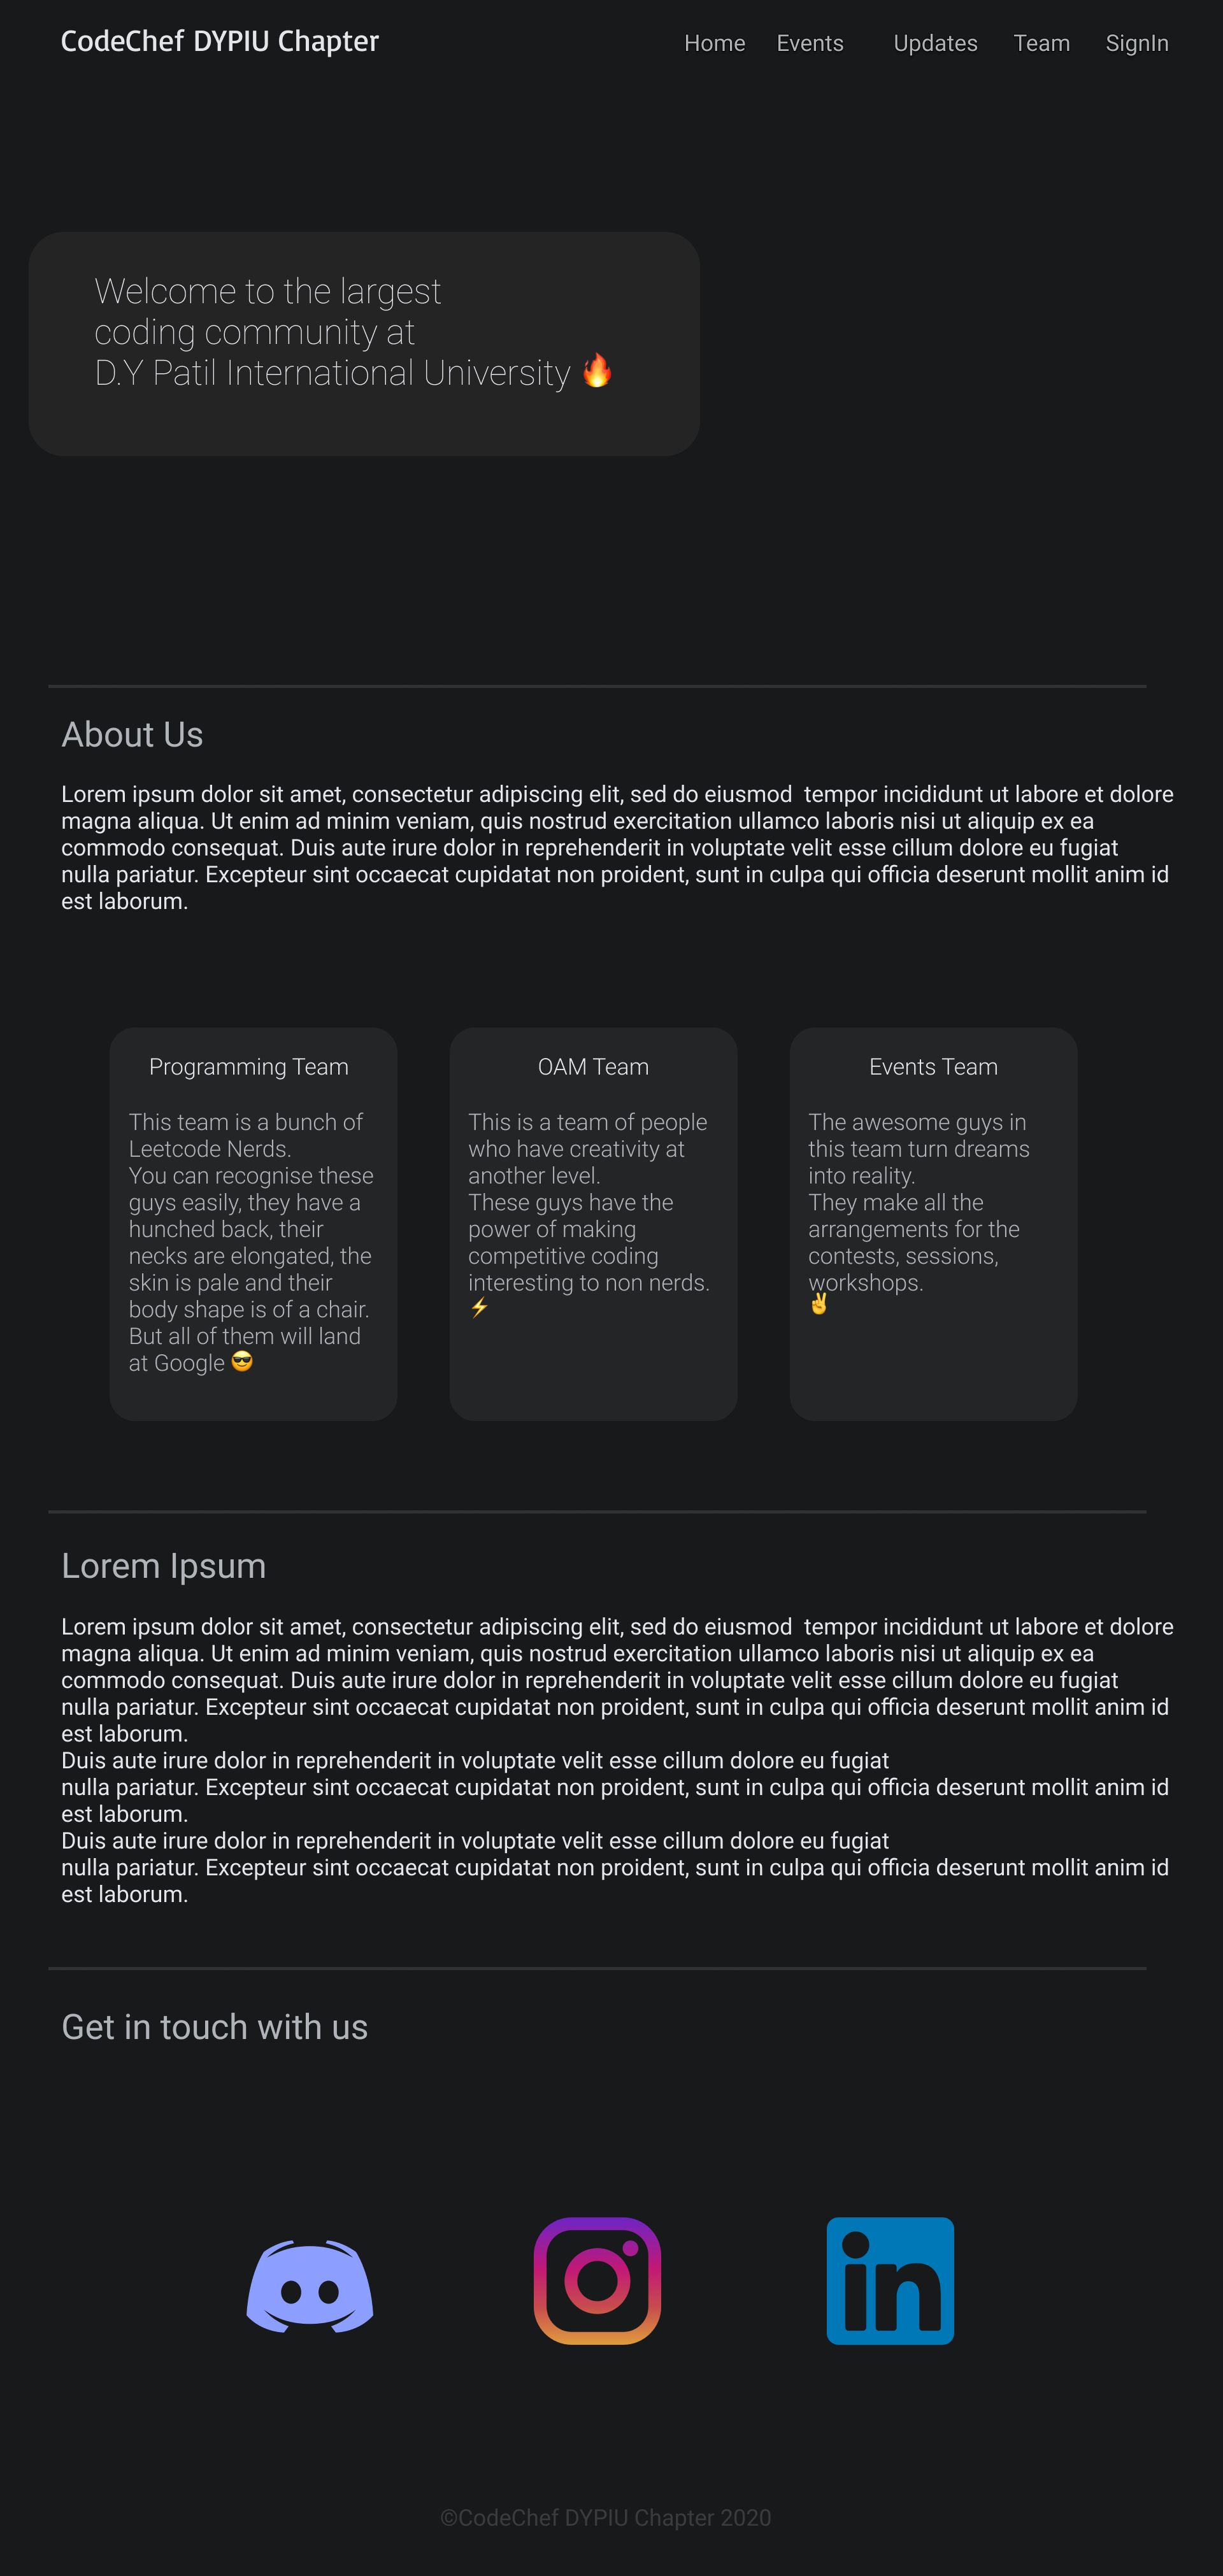 CodeChef DYPIU Chapter
Home Events Updates Team SignIn
Welcome to the largest
coding community at
D.Y Patil International University 🔥
About Us
Lorem ipsum dolor sit amet, consectetur adipiscing elit, sed do eiusmod  tempor incididunt ut labore et dolore
magna aliqua. Ut enim ad minim veniam, quis nostrud exercitation ullamco laboris nisi ut aliquip ex ea
commodo consequat. Duis aute irure dolor in reprehenderit in voluptate velit esse cillum dolore eu fugiat
nulla pariatur. Excepteur sint occaecat cupidatat non proident, sunt in culpa qui officia deserunt mollit anim id
est laborum.
Programming Team
This team is a bunch of
Leetcode Nerds.
You can recognise these
guys easily, they have a
hunched back, their
necks are elongated, the
skin is pale and their
body shape is of a chair.
But all of them will land
at Google 😎
OAM Team
This is a team of people
who have creativity at
another level.
These guys have the
power of making
competitive coding
interesting to non nerds.
⚡
Events Team
The awesome guys in
this team turn dreams
into reality.
They make all the
arrangements for the
contests, sessions,
workshops.
✌
Lorem Ipsum
Lorem ipsum dolor sit amet, consectetur adipiscing elit, sed do eiusmod  tempor incididunt ut labore et dolore
magna aliqua. Ut enim ad minim veniam, quis nostrud exercitation ullamco laboris nisi ut aliquip ex ea
commodo consequat. Duis aute irure dolor in reprehenderit in voluptate velit esse cillum dolore eu fugiat
nulla pariatur. Excepteur sint occaecat cupidatat non proident, sunt in culpa qui officia deserunt mollit anim id
est laborum.
Duis aute irure dolor in reprehenderit in voluptate velit esse cillum dolore eu fugiat
nulla pariatur. Excepteur sint occaecat cupidatat non proident, sunt in culpa qui officia deserunt mollit anim id
est laborum.
Duis aute irure dolor in reprehenderit in voluptate velit esse cillum dolore eu fugiat
nulla pariatur. Excepteur sint occaecat cupidatat non proident, sunt in culpa qui officia deserunt mollit anim id
est laborum.
Get in touch with us
in
©CodeChef DYPIU Chapter 2020